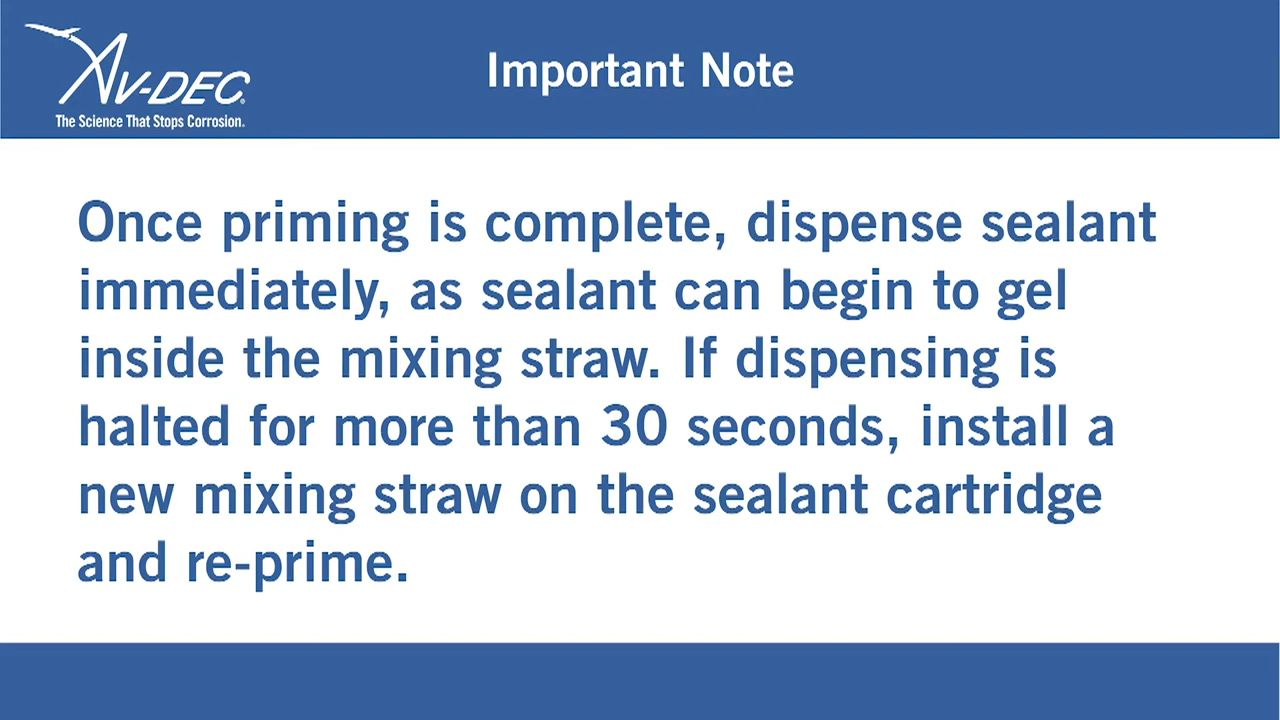 Av-DEC®
The Science That Stops Corrosion.
Important Note
Once priming is complete, dispense sealant
immediately, as sealant can begin to gel
inside the mixing straw. If dispensing is
halted for more than 30 seconds, install a
new mixing straw on the sealant cartridge
and re-prime.